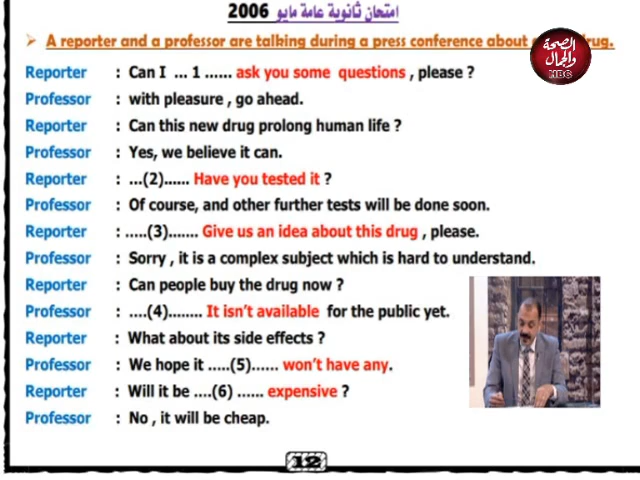 امتحان ثانوية عامة مايو 2006
➢ A reporter and a professor are talking during a press conference about drug.
الصحة
والجمال
MBC
Reporter : Can I ... 1 ...... ask you some questions , please ?
Professor : with pleasure , go ahead.
Reporter : Can this new drug prolong human life ?
Professor : Yes, we believe it can.
Reporter : ...(2)...... Have you tested it ?
Professor : Of course, and other further tests will be done soon.
Reporter : .....(3)....... Give us an idea about this drug , please.
Professor : Sorry , it is a complex subject which is hard to understand.
Reporter : Can people buy the drug now ?
Professor : ....(4)........ It isn't available for the public yet.
Reporter : What about its side effects ?
Professor : We hope it .....(5)...... won't have any.
Reporter : Will it be ....(6) ...... expensive ?
Professor : No , it will be cheap.
12